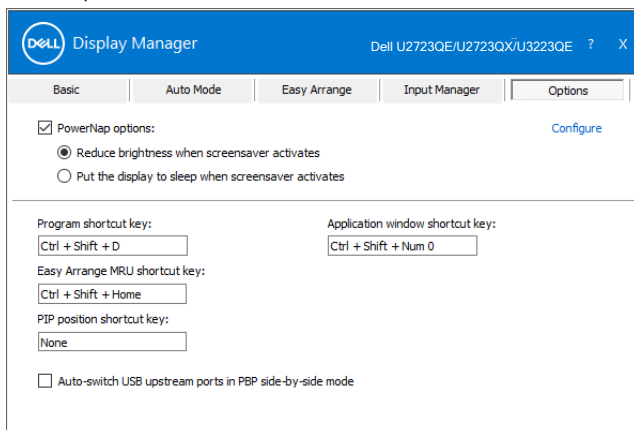 DELL Display Manager Dell U2723QE/U2723QX/U3223QE ? X
Basic Auto Mode Easy Arrange Input Manager Options
PowerNap options: Configure
Reduce brightness when screensaver activates
Put the display to sleep when screensaver activates
Program shortcut key: Application window shortcut key:
Ctrl + Shift + D Ctrl + Shift + Num 0
Easy Arrange MRU shortcut key:
Ctrl + Shift + Home
PIP position shortcut key:
None
Auto-switch USB upstream ports in PBP side-by-side mode